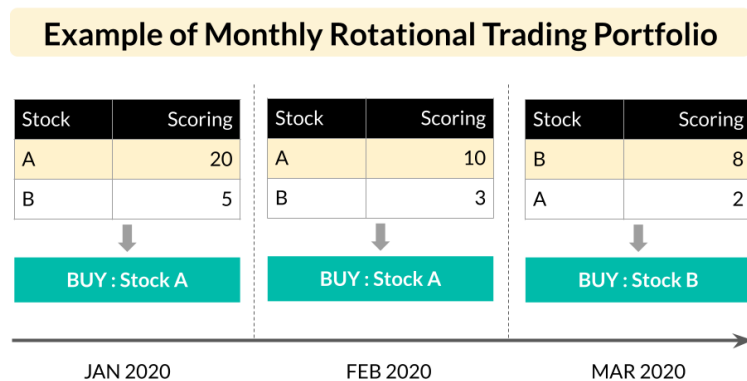 Example of Monthly Rotational Trading Portfolio
Stock Scoring
A 20
B 5
BUY : Stock A
JAN 2020
Stock Scoring
A 10
B 3
BUY : Stock A
FEB 2020
Stock Scoring
B 8
A 2
BUY : Stock B
MAR 2020